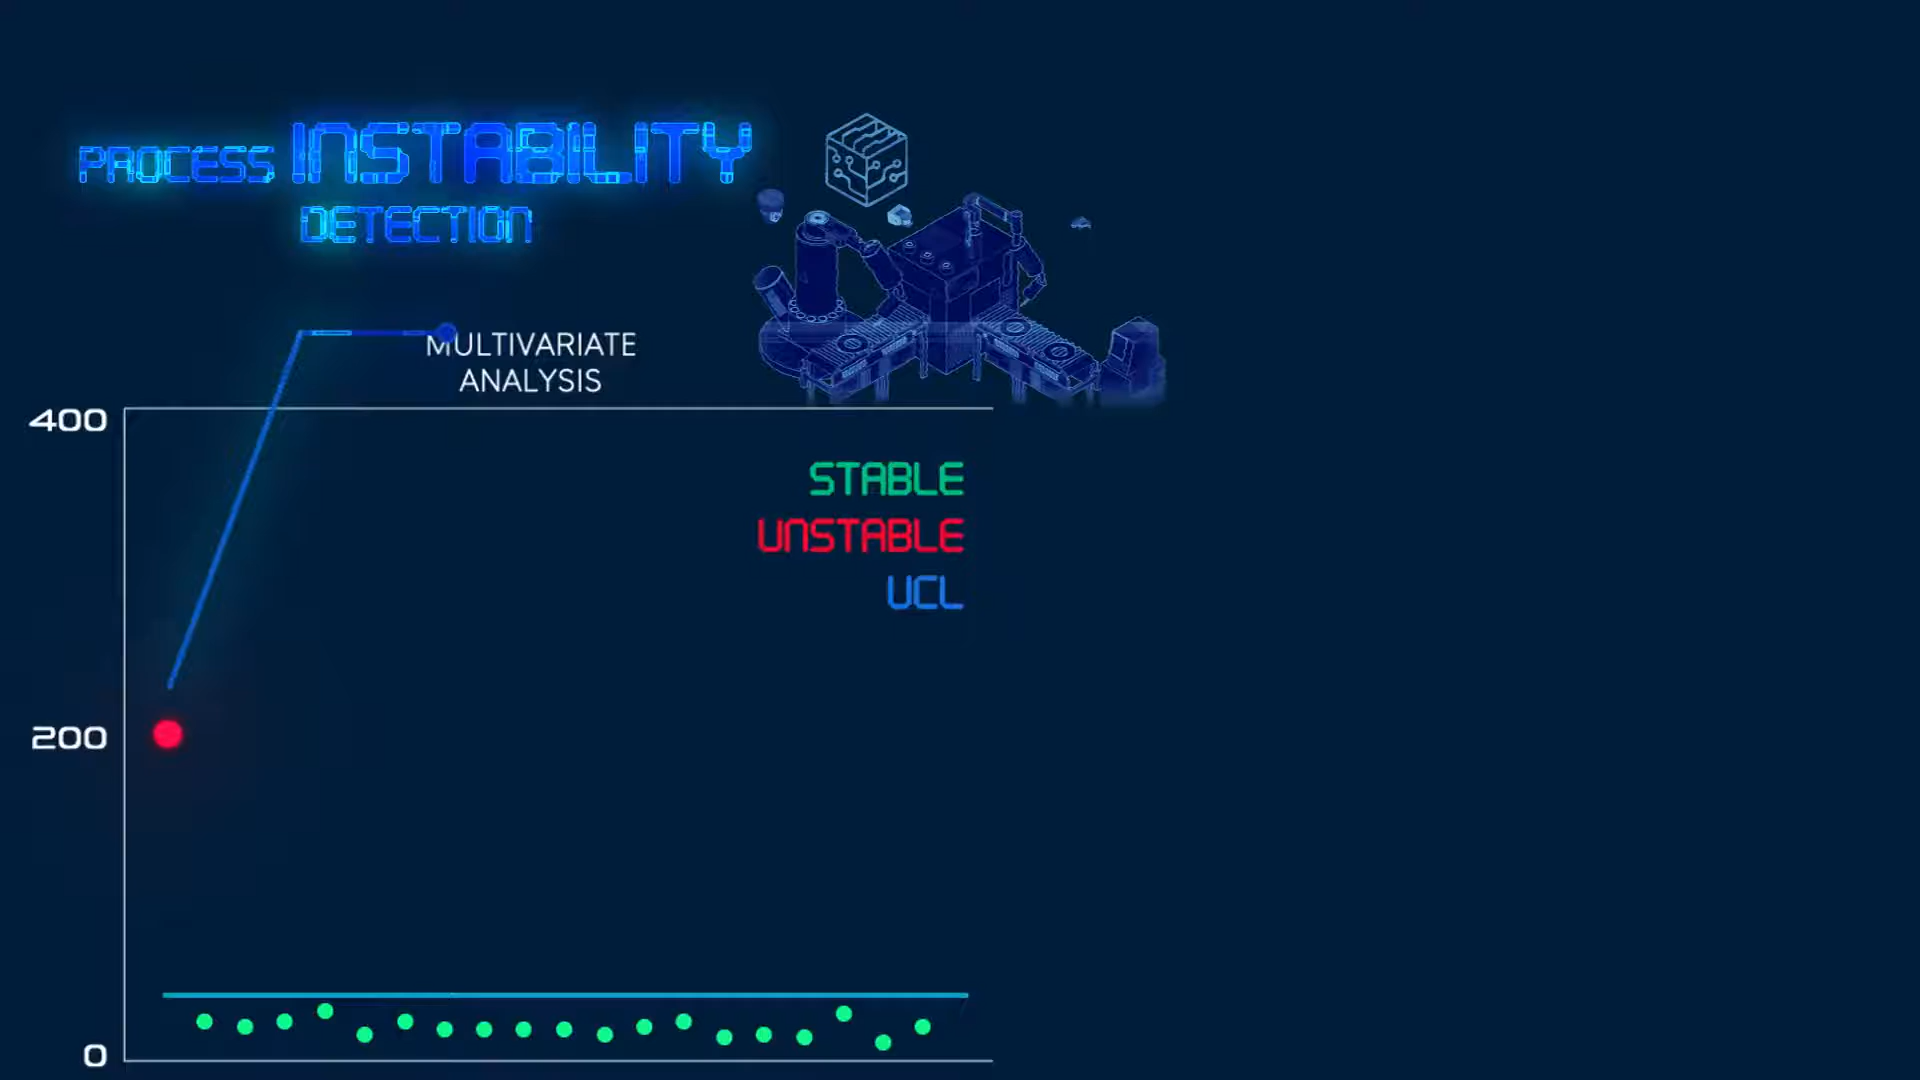 PROCESS INSTABILITY
DETECTION
MULTIVARIATE
ANALYSIS
400
STABLE
UNSTABLE
UCL
200
0